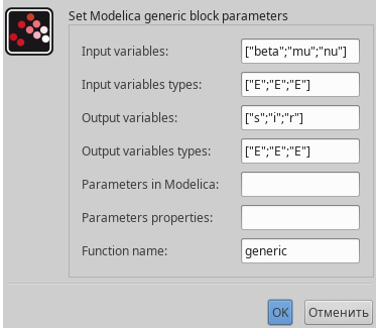 Set Modelica generic block parameters
Input variables: ["beta";"mu";"nu"]
Input variables types: ["E";"E";"E"]
Output variables: ["s";"i";"r"]
Output variables types: ["E";"E";"E"]
Parameters in Modelica:
Parameters properties:
Function name: generic
OK Отменить